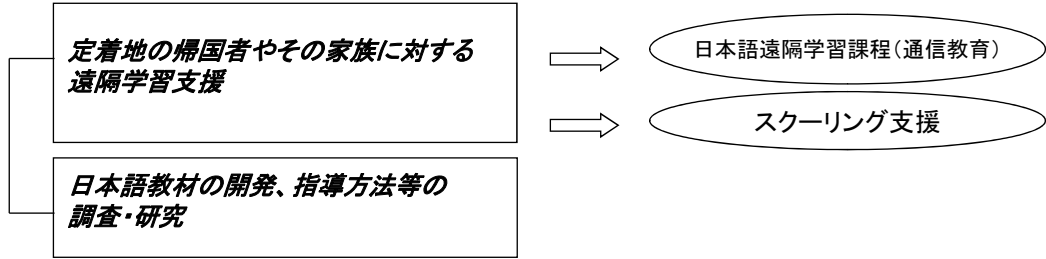 定着地の帰国者やその家族に対する
遠隔学習支援
日本語遠隔学習課程(通信教育)
スクーリング支援
日本語教材の開発、指導方法等の
調査・研究